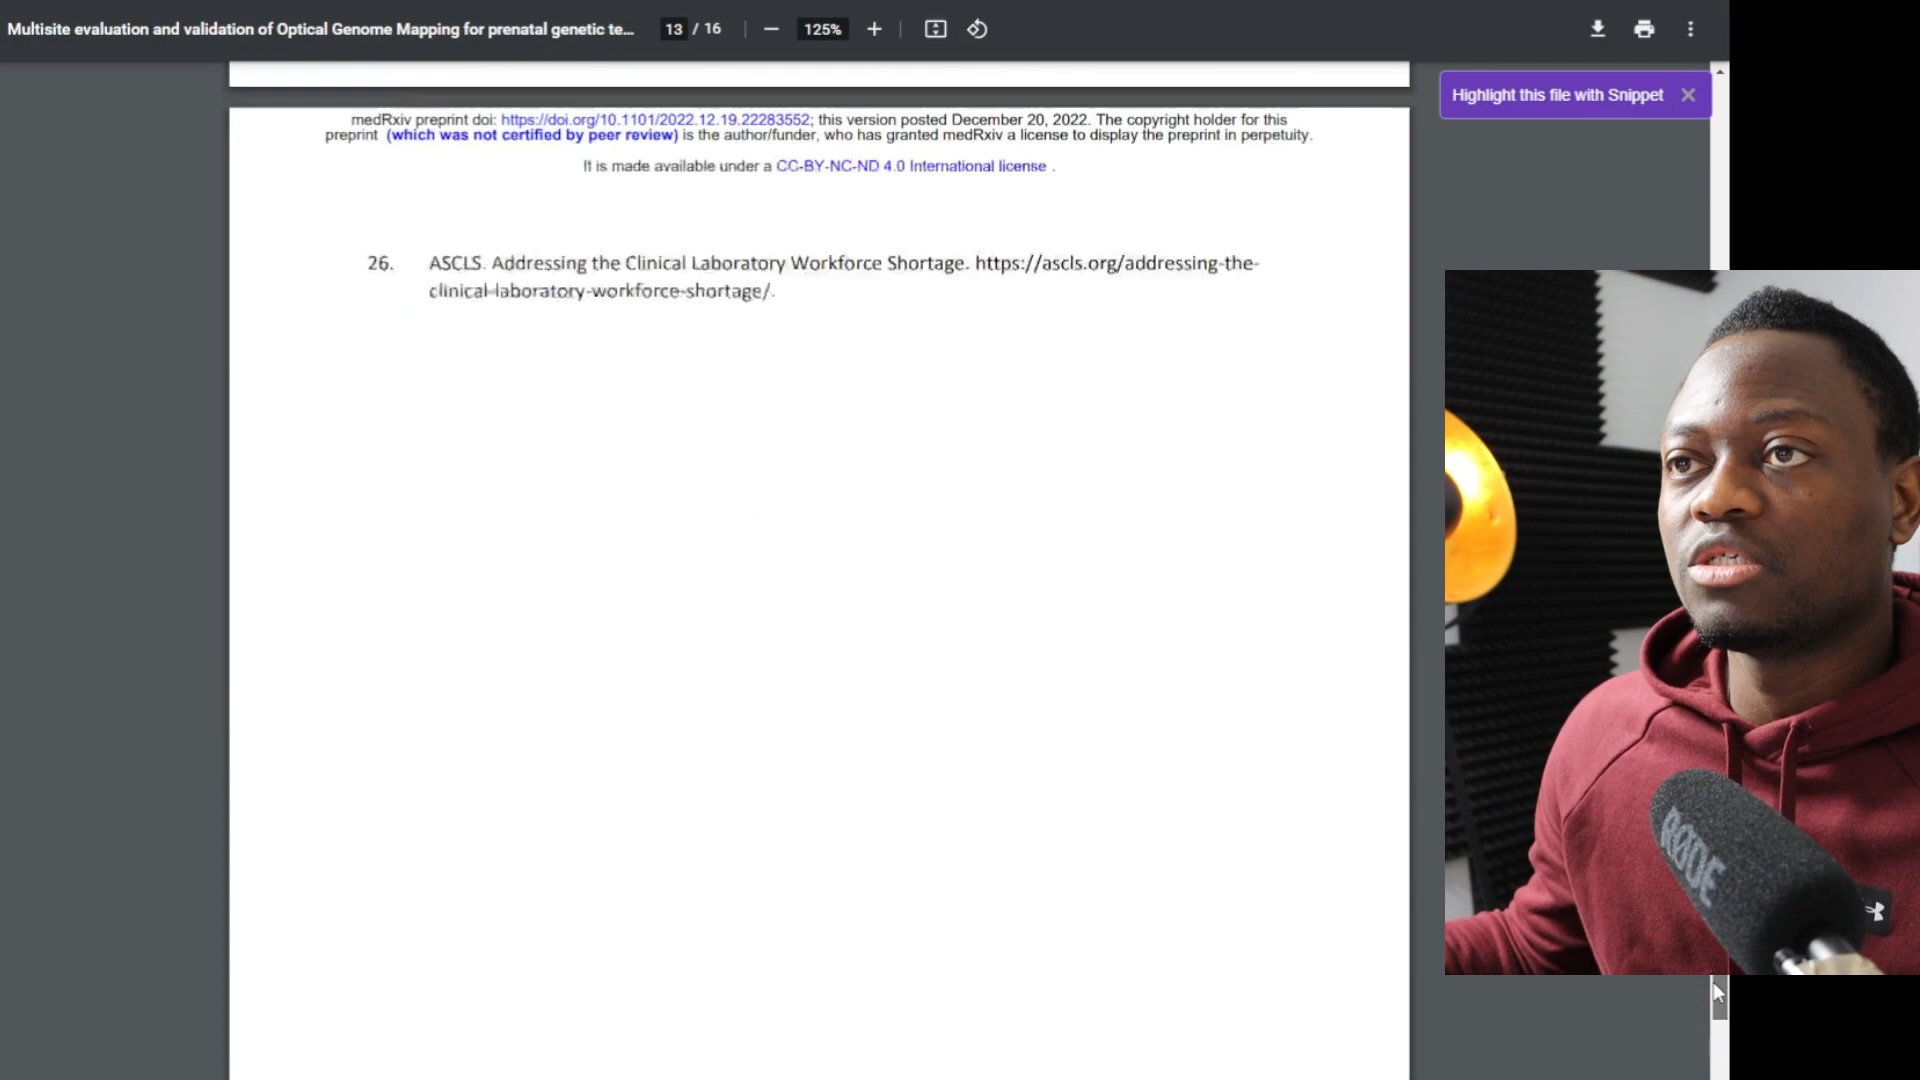 Multisite evaluation and validation of Optical Genome Mapping for prenatal genetic te... 13 / 16 125%
Highlight this file with Snippet
medRxiv preprint doi: https://doi.org/10.1101/2022.12.19.22283552; this version posted December 20, 2022. The copyright holder for this
preprint (which was not certified by peer review) is the author/funder, who has granted medRxiv a license to display the preprint in perpetuity.
It is made available under a CC-BY-NC-ND 4.0 International license .
26. ASCLS. Addressing the Clinical Laboratory Workforce Shortage. https://ascls.org/addressing-the-
clinical-laboratory-workforce-shortage/.
RØDE